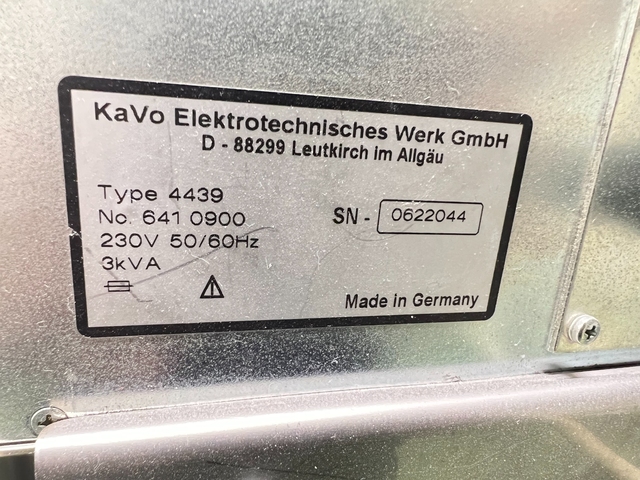 KaVo Elektrotechnisches Werk GmbH
D - 88299 Leutkirch im Allgäu
Type 4439
No. 641 0900
SN - 0622044
230V 50/60Hz
3kVA
Made in Germany